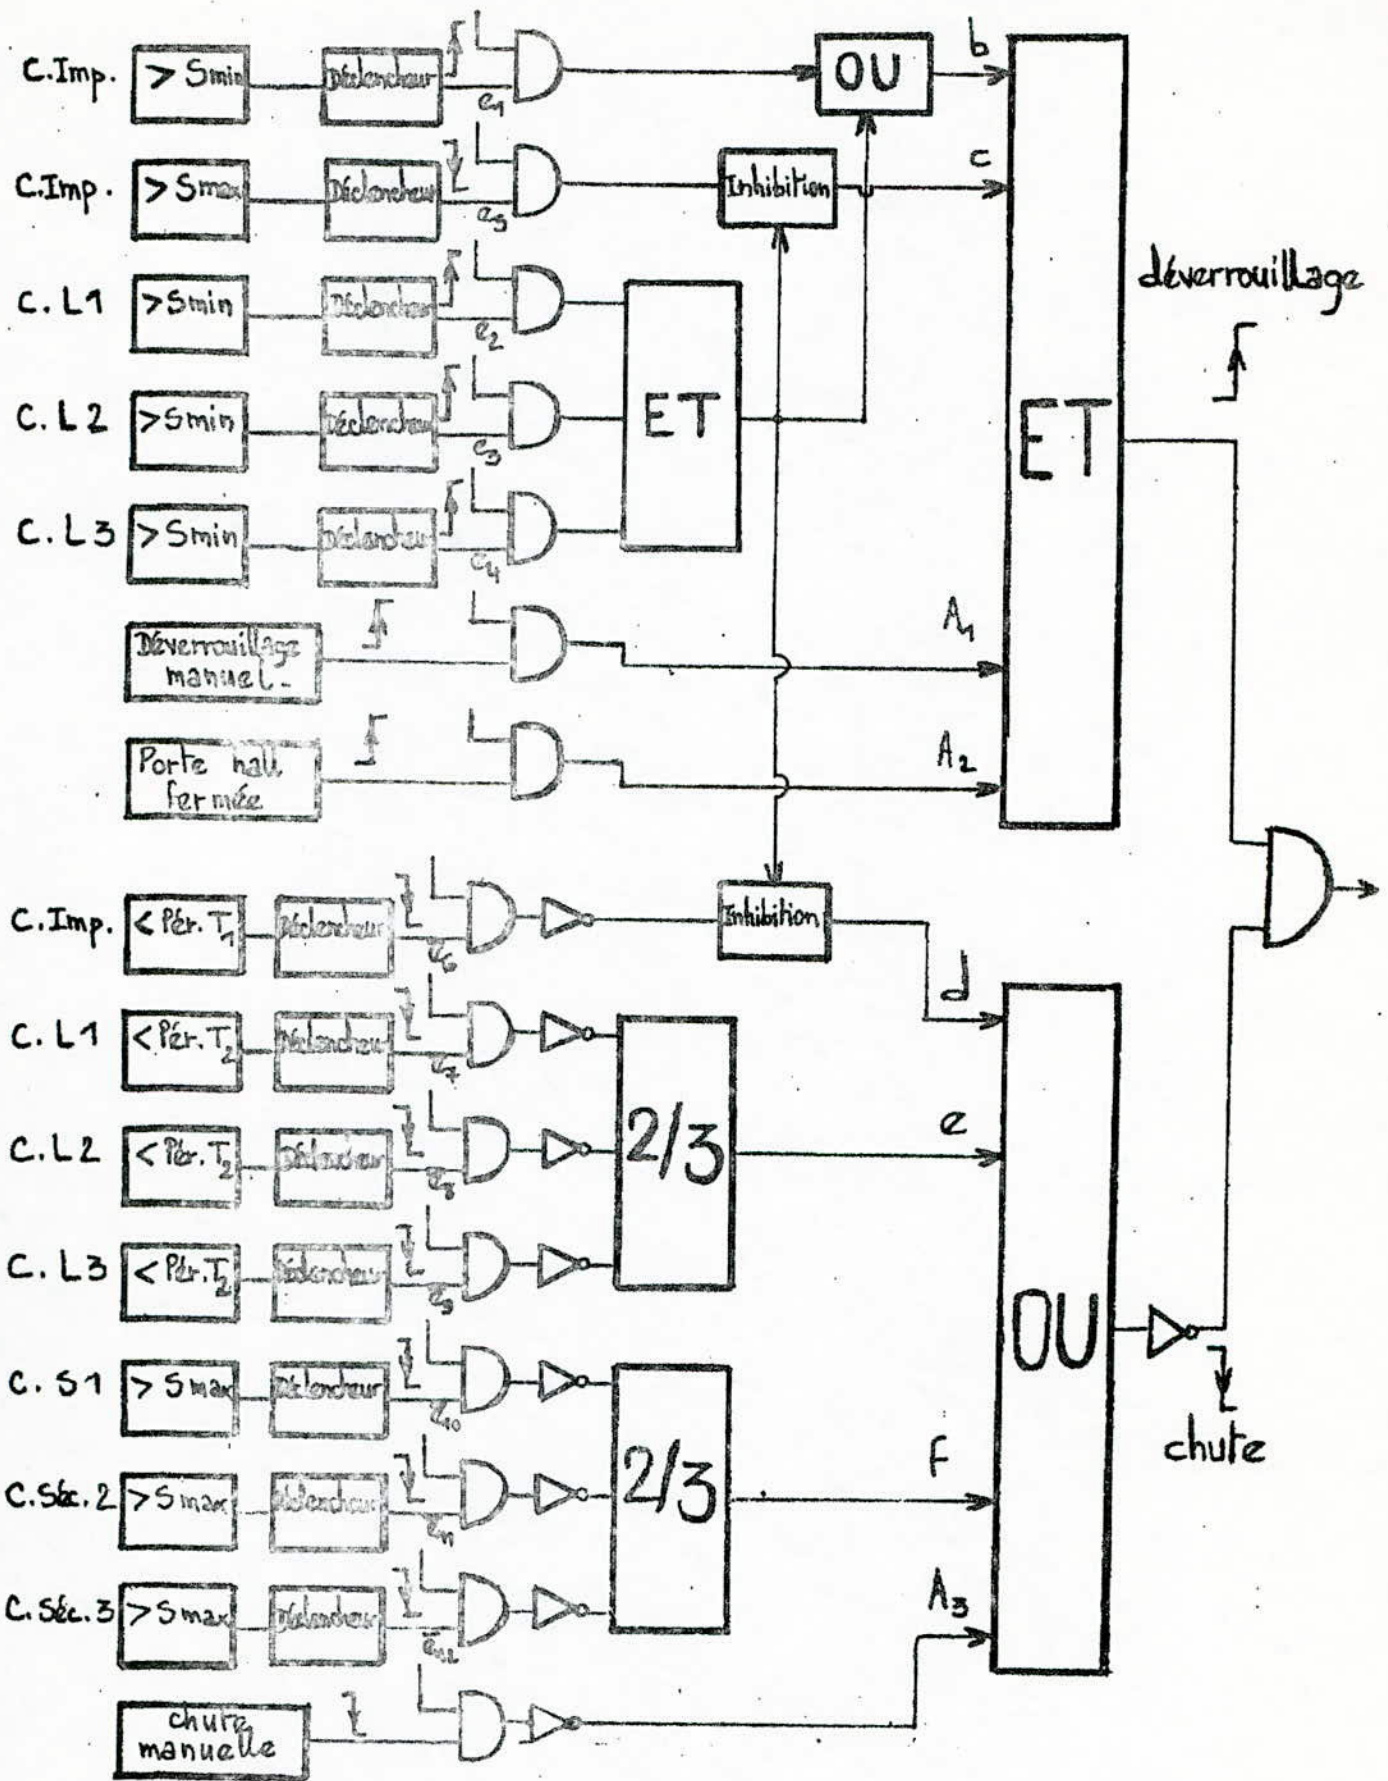 C.Imp. > Smin Déclencheur e1 OU b
C.Imp. > Smax Déclencheur e5 Inhibition c
C. L1 > Smin Déclencheur e2
déverrouillage
C. L2 > Smin Déclencheur e3 ET ET
C. L3 > Smin Déclencheur e4
Déverrouillage
manuel - A1
Porte hall
fermée A2
C.Imp. < Pér. T1 Déclencheur e6 Inhibition d
C. L1 < Pér. T2 Déclencheur e7
C. L2 < Pér. T2 Déclencheur e8 2/3 e
C. L3 < Pér. T2 Déclencheur e9
OU
C. S1 > Smax Déclencheur e10
chute
C. Séc. 2 > Smax Déclencheur e11 2/3 F
C. Séc. 3 > Smax Déclencheur e12 A3
chute
manuelle